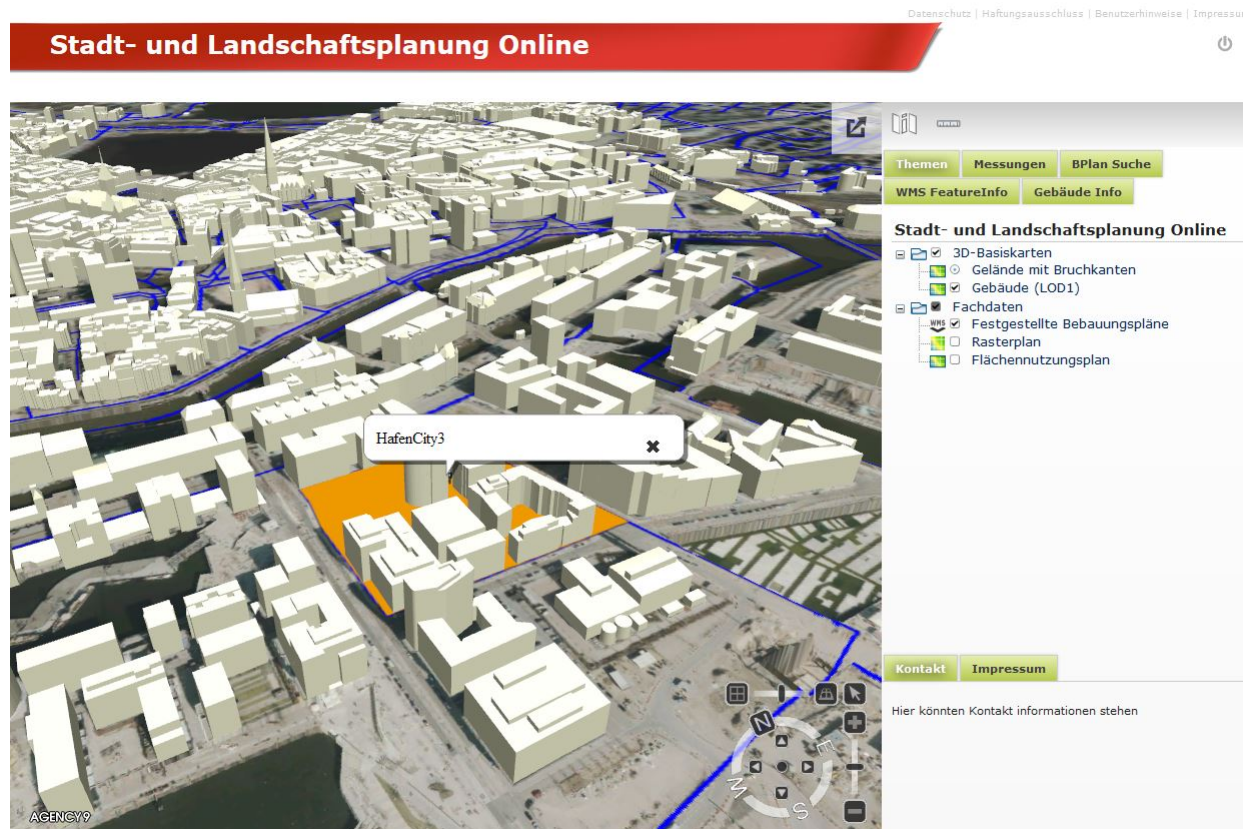 Datenschutz | Haftungsausschluss | Benutzerhinweise | Impressum
Stadt- und Landschaftsplanung Online
Themen
Messungen
BPlan Suche
WMS FeatureInfo
Gebäude Info
Stadt- und Landschaftsplanung Online
3D-Basiskarten
Gelände mit Bruchkanten
Gebäude (LOD1)
Fachdaten
WMS
Festgestellte Bebauungspläne
Rasterplan
Flächennutzungsplan
HafenCity3
Kontakt
Impressum
Hier könnten Kontakt informationen stehen
N
E
W
S
AGENCY9